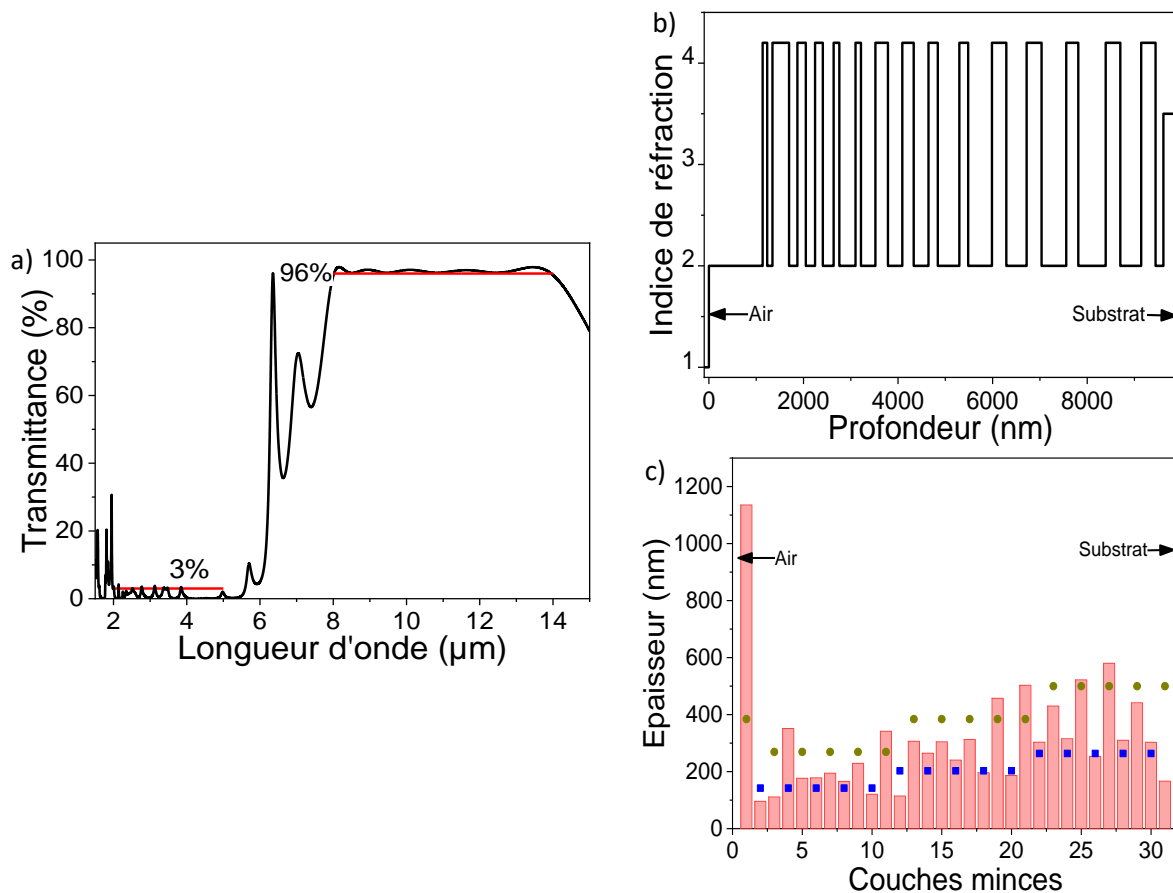 a)
Transmittance (%)
100
80
60
40
20
0
96%
3%
2
4
6
8
10
12
14
Longueur d'onde (µm)
b)
Indice de réfraction
4
3
2
1
Air
Substrat
0
2000
4000
6000
8000
Profondeur (nm)
c)
Epaisseur (nm)
1200
1000
800
600
400
200
0
Air
Substrat
0
5
10
15
20
25
30
Couches minces